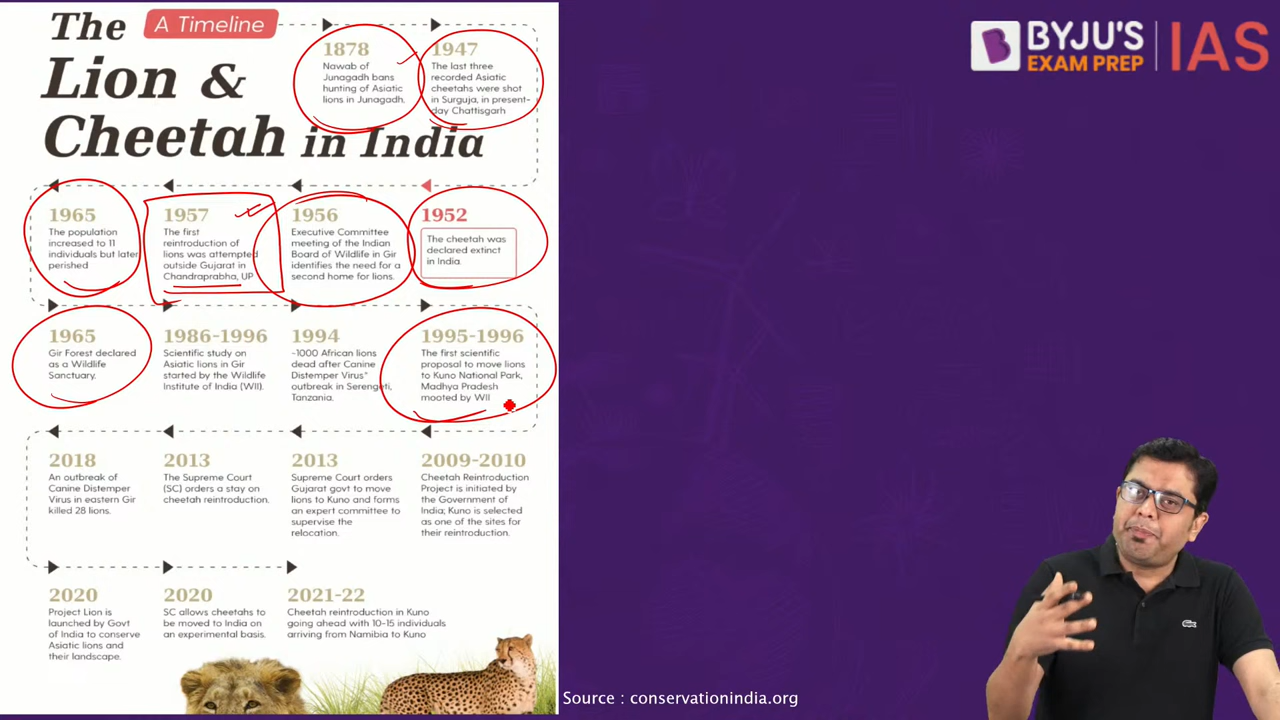 The
A Timeline
Lion &
Cheetah in India
1878
Nawab of
Junagadh bans
hunting of Asiatic
lions in Junagadh.
1947
The last three
recorded Asiatic
cheetahs were shot
in Surguja, in present-
day Chattisgarh
1965
The population
increased to 11
individuals but later
perished
1957
The first
reintroduction of
lions was attempted
outside Gujarat in
Chandraprabha, UP
1956
Executive Committee
meeting of the Indian
Board of Wildlife in Gir
identifies the need for a
second home for lions.
1952
The cheetah was
declared extinct
in India.
1965
Gir Forest declared
as a Wildlife
Sanctuary.
1986-1996
Scientific study on
Asiatic lions in Gir
started by the Wildlife
Institute of India (WII).
1994
~1000 African lions
dead after Canine
Distemper Virus*
outbreak in Serengeti,
Tanzania.
1995-1996
The first scientific
proposal to move lions
to Kuno National Park,
Madhya Pradesh
mooted by WII
2018
An outbreak of
Canine Distemper
Virus in eastern Gir
killed 28 lions.
2013
The Supreme Court
(SC) orders a stay on
cheetah reintroduction.
2013
Supreme Court orders
Gujarat govt to move
lions to Kuno and forms
an expert committee to
supervise the
relocation.
2009-2010
Cheetah Reintroduction
Project is initiated by
the Government of
India; Kuno is selected
as one of the sites for
their reintroduction.
2020
Project Lion is
launched by Govt
of India to conserve
Asiatic lions and
their landscape.
2020
SC allows cheetahs to
be moved to India on
an experimental basis.
2021-22
Cheetah reintroduction in Kuno
going ahead with 10-15 individuals
arriving from Namibia to Kuno
Source : conservationindia.org
BYJU'S
EXAM PREP
IAS